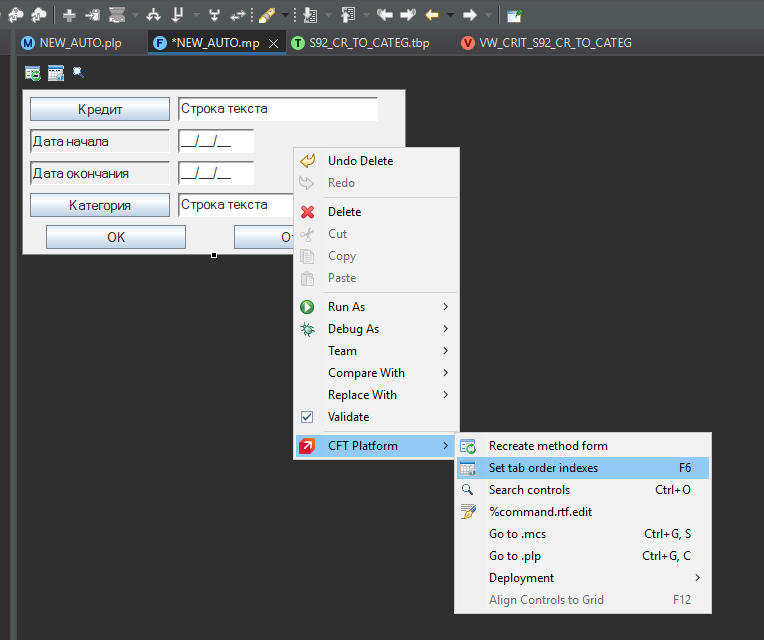 NEW_AUTO.plp
*NEW_AUTO.mp
S92_CR_TO_CATEG.tbp
VW_CRIT_S92_CR_TO_CATEG
Кредит
Строка текста
Дата начала
__/__/__
Дата окончания
__/__/__
Категория
Строка текста
OK
От
Undo Delete
Redo
Delete
Cut
Copy
Paste
Run As
Debug As
Team
Compare With
Replace With
Validate
CFT Platform
Recreate method form
Set tab order indexes F6
Search controls Ctrl+O
%command.rtf.edit
Go to .mcs Ctrl+G, S
Go to .plp Ctrl+G, C
Deployment
Align Controls to Grid F12